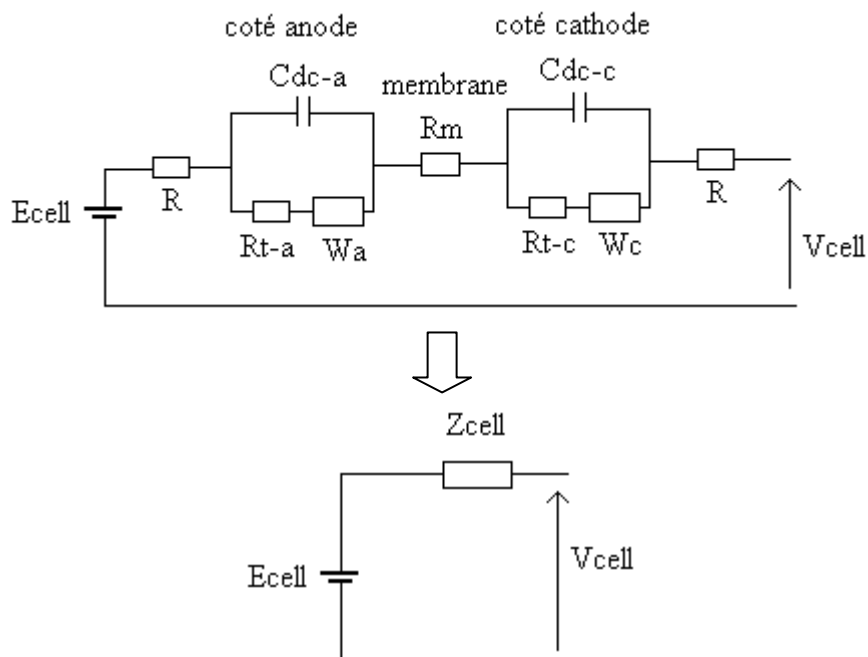 coté anode
coté cathode
Cdc-a
membrane
Cdc-c
Rm
R
R
Ecell
Rt-a
Wa
Rt-c
Wc
Vcell
Zcell
Vcell
Ecell